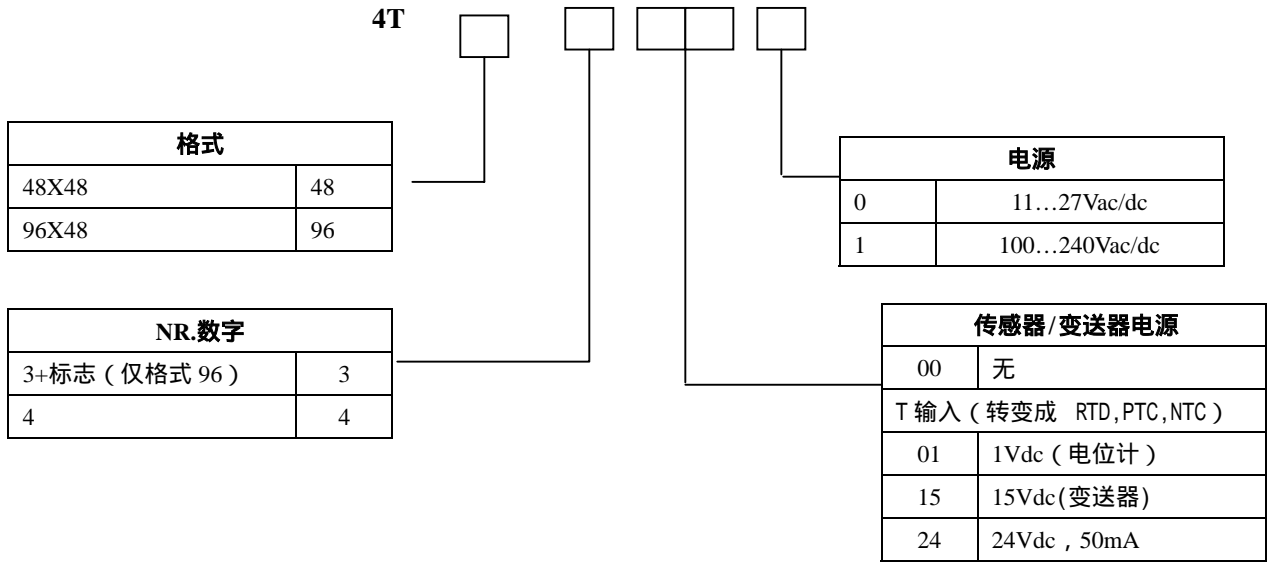 4T
格式
48X48 48
96X48 96
电源
0 11…27Vac/dc
1 100…240Vac/dc
NR.数字
3+标志（仅格式 96） 3
4 4
传感器/变送器电源
00 无
T 输入（转变成 RTD,PTC,NTC）
01 1Vdc（电位计）
15 15Vdc(变送器)
24 24Vdc，50mA